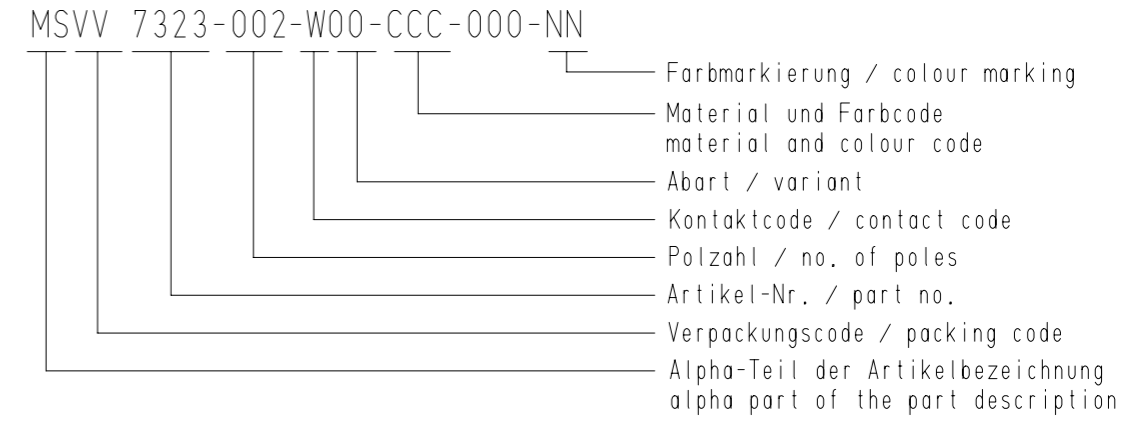 MSVV 7323-002-W00-CCC-000-NN
Farbmarkierung / colour marking
Material und Farbcode
material and colour code
Abart / variant
Kontaktcode / contact code
Polzahl / no. of poles
Artikel-Nr. / part no.
Verpackungscode / packing code
Alpha-Teil der Artikelbezeichnung
alpha part of the part description